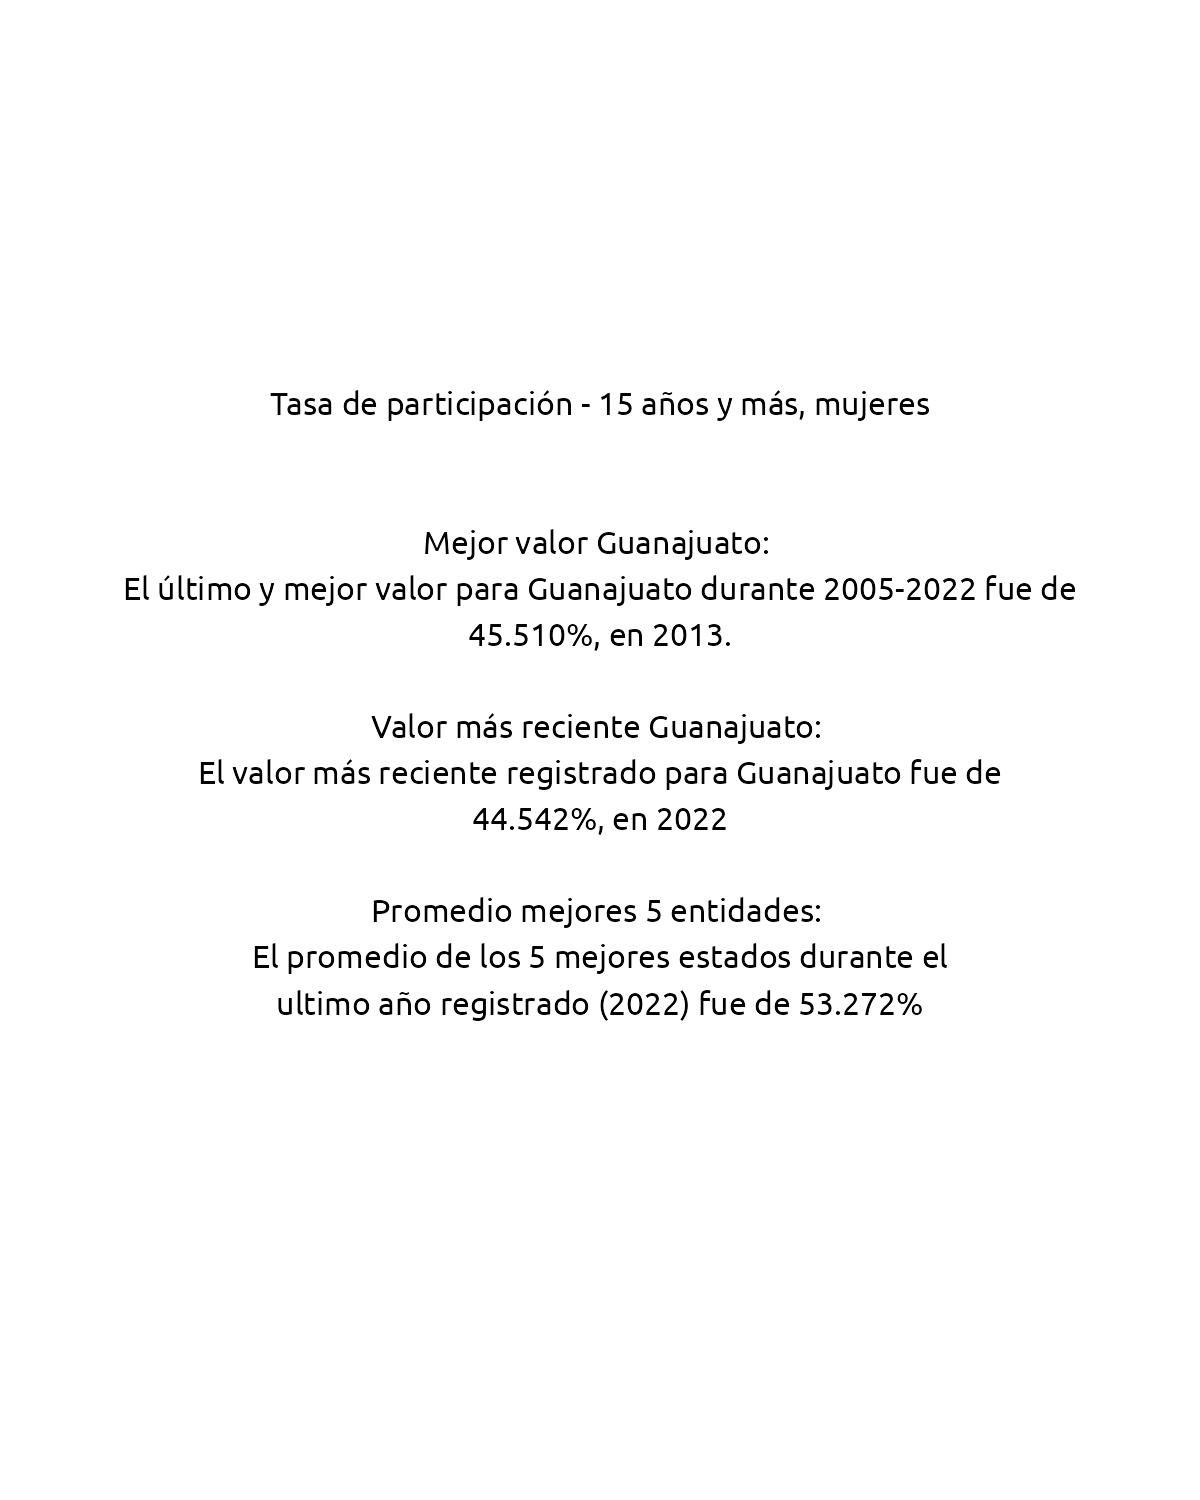 Tasa de participación - 15 años y más, mujeres
Mejor valor Guanajuato:
El último y mejor valor para Guanajuato durante 2005-2022 fue de
45.510%, en 2013.
Valor más reciente Guanajuato:
El valor más reciente registrado para Guanajuato fue de
44.542%, en 2022
Promedio mejores 5 entidades:
El promedio de los 5 mejores estados durante el
ultimo año registrado (2022) fue de 53.272%